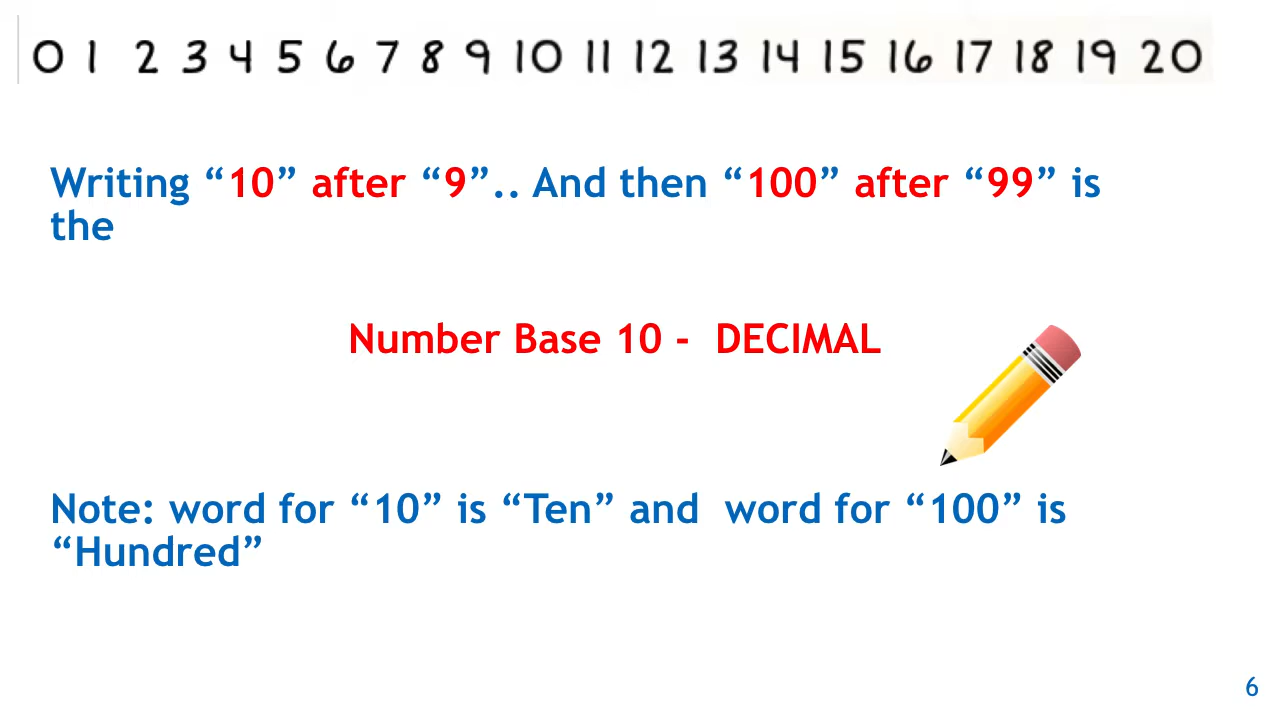 0 1 2 3 4 5 6 7 8 9 10 11 12 13 14 15 16 17 18 19 20
Writing “10” after “9”.. And then “100” after “99” is
the
Number Base 10 - DECIMAL
Note: word for “10” is “Ten” and word for “100” is
“Hundred”
6